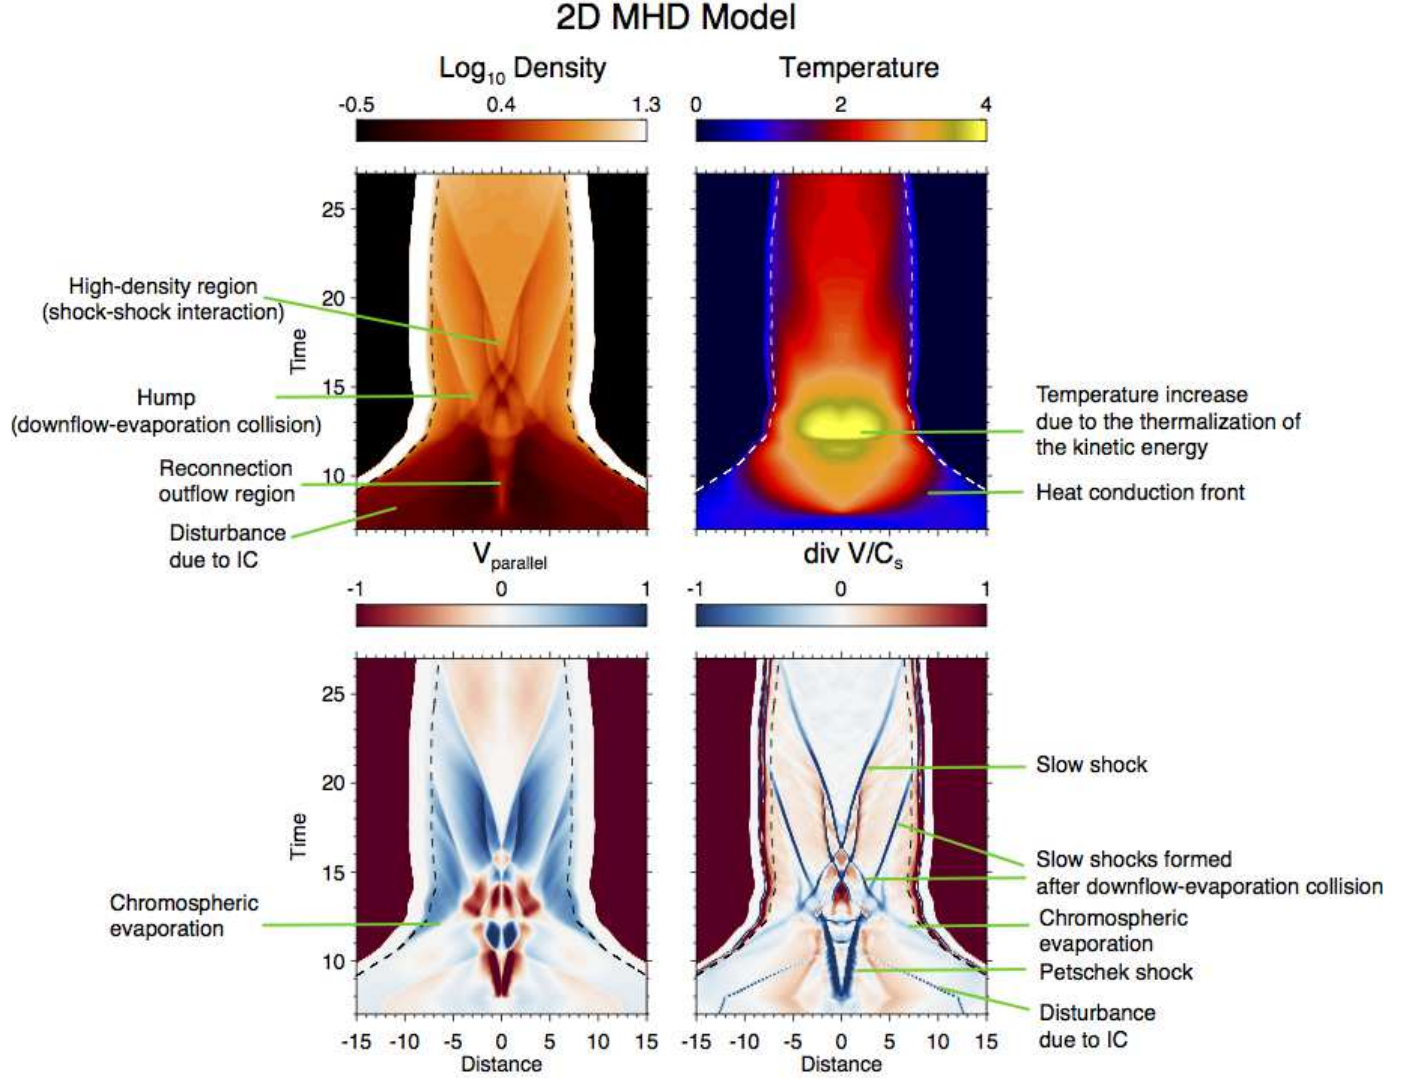 2D MHD Model
Log10 Density
Temperature
-0.5 0.4 1.3
0 2 4
25
20
15
10
Time
High-density region
(shock-shock interaction)
Hump
(downflow-evaporation collision)
Reconnection
outflow region
Disturbance
due to IC
Temperature increase
due to the thermalization of
the kinetic energy
Heat conduction front
Vparallel
div V/Cs
-1 0 1
-1 0 1
25
20
15
10
Time
Chromospheric
evaporation
Slow shock
Slow shocks formed
after downflow-evaporation collision
Chromospheric
evaporation
Petschek shock
Disturbance
due to IC
-15 -10 -5 0 5 10 15
-15 -10 -5 0 5 10 15
Distance
Distance